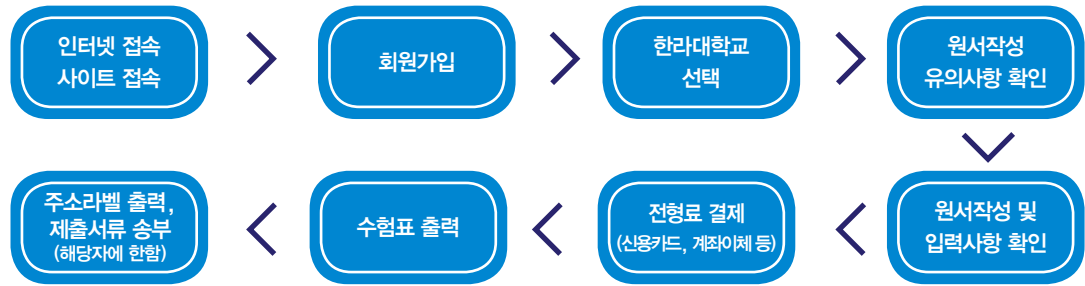 인터넷 접속
사이트 접속
회원가입
한라대학교
선택
원서작성
유의사항 확인
원서작성 및
입력사항 확인
전형료 결제
(신용카드, 계좌이체 등)
수험표 출력
주소라벨 출력,
제출서류 송부
(해당자에 한함)